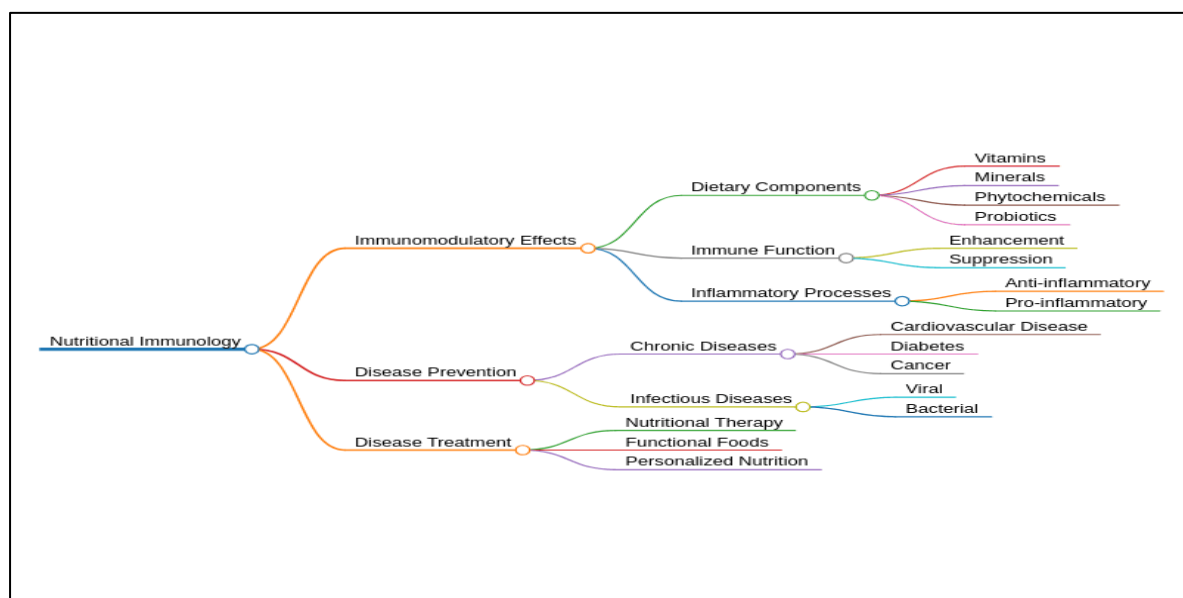 Nutritional Immunology
Immunomodulatory Effects
Dietary Components
Vitamins
Minerals
Phytochemicals
Probiotics
Immune Function
Enhancement
Suppression
Inflammatory Processes
Anti-inflammatory
Pro-inflammatory
Disease Prevention
Chronic Diseases
Cardiovascular Disease
Diabetes
Cancer
Infectious Diseases
Viral
Bacterial
Disease Treatment
Nutritional Therapy
Functional Foods
Personalized Nutrition